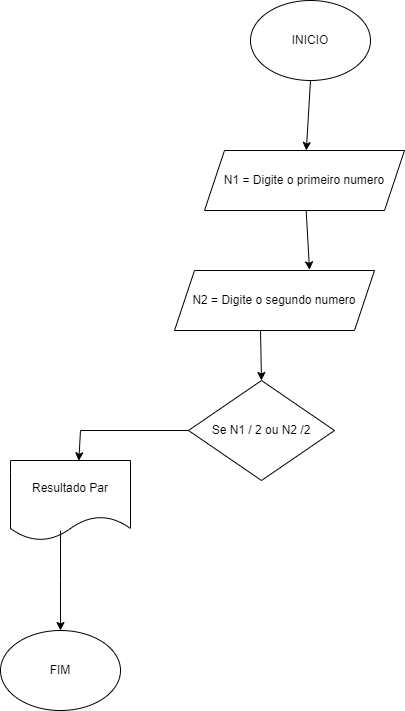 INICIO
N1 = Digite o primeiro numero
N2 = Digite o segundo numero
Se N1 / 2 ou N2 /2
Resultado Par
FIM